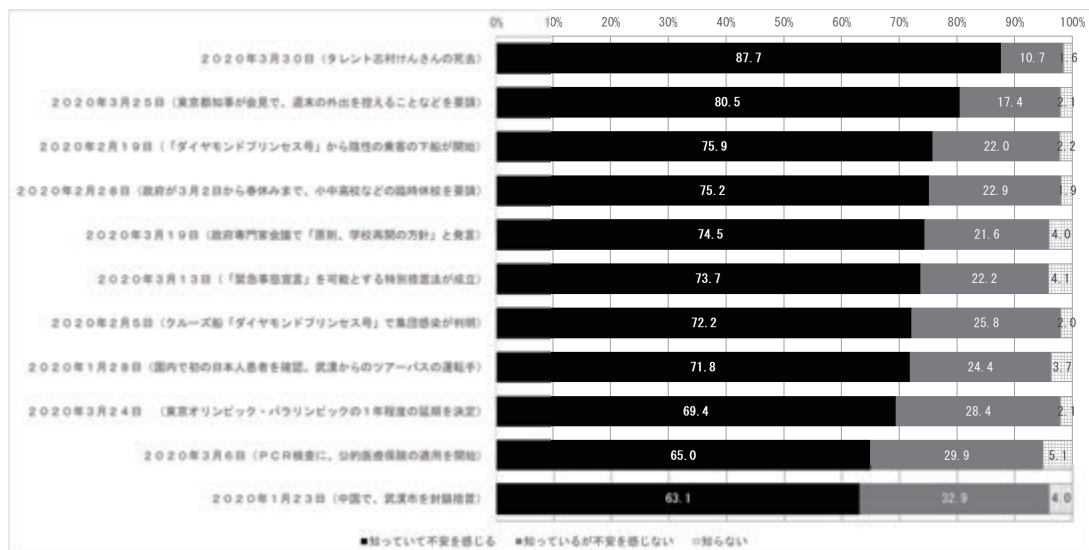 0% 10% 20% 30% 40% 50% 60% 70% 80% 90% 100%
２０２０年３月３０日（タレント志村けんさんの死去） 87.7 10.7 1.6
２０２０年３月２５日（東京都知事が会見で、週末の外出を控えることなどを要請） 80.5 17.4 2.1
２０２０年２月１９日（「ダイヤモンドプリンセス号」から陰性の乗客の下船が開始） 75.9 22.0 2.2
２０２０年２月２８日（政府が３月２日から春休みまで、小中高校などの臨時休校を要請） 75.2 22.9 1.9
２０２０年３月１９日（政府専門家会議で「原則、学校再開の方針」と発言） 74.5 21.6 4.0
２０２０年３月１３日（「緊急事態宣言」を可能とする特別措置法が成立） 73.7 22.2 4.1
２０２０年２月５日（クルーズ船「ダイヤモンドプリンセス号」で集団感染が判明） 72.2 25.8 2.0
２０２０年１月２８日（国内で初の日本人患者を確認、武漢からのツアーバスの運転手） 71.8 24.4 3.7
２０２０年３月２４日　（東京オリンピック・パラリンピックの１年程度の延期を決定） 69.4 28.4 2.1
２０２０年３月６日（ＰＣＲ検査に、公的医療保険の適用を開始） 65.0 29.9 5.1
２０２０年１月２３日（中国で、武漢市を封鎖措置） 63.1 32.9 4.0
■知っていて不安を感じる ■知っているが不安を感じない □知らない